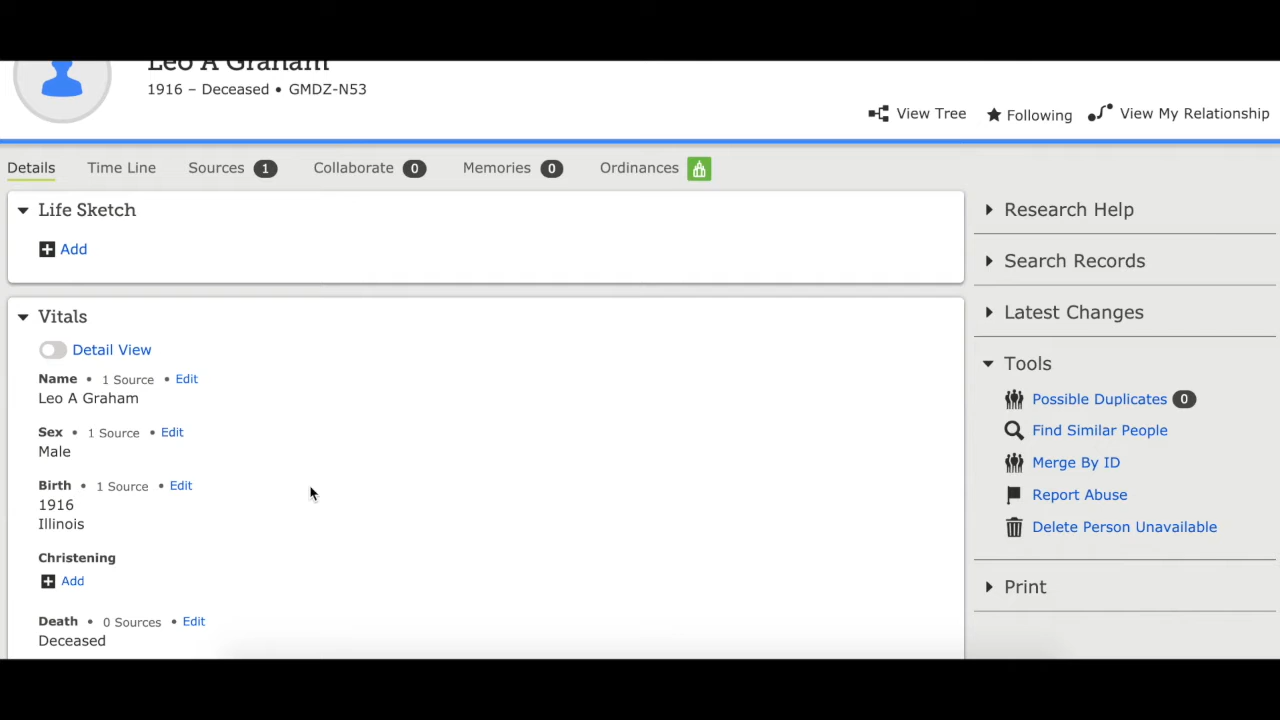 Leo A Graham
1916 – Deceased • GMDZ-N53
View Tree Following View My Relationship
Details Time Line Sources 1 Collaborate 0 Memories 0 Ordinances
Life Sketch
Add
Vitals
Detail View
Name • 1 Source • Edit
Leo A Graham
Sex • 1 Source • Edit
Male
Birth • 1 Source • Edit
1916
Illinois
Christening
Add
Death • 0 Sources • Edit
Deceased
Research Help
Search Records
Latest Changes
Tools
Possible Duplicates 0
Find Similar People
Merge By ID
Report Abuse
Delete Person Unavailable
Print